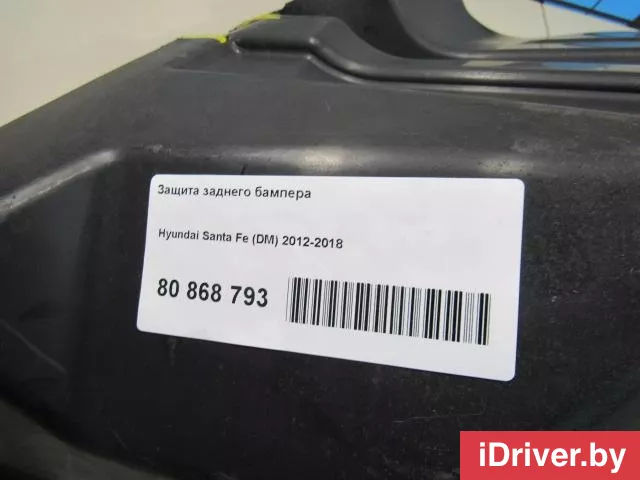 Защита заднего бампера
Hyundai Santa Fe (DM) 2012-2018
80 868 793
iDriver.by